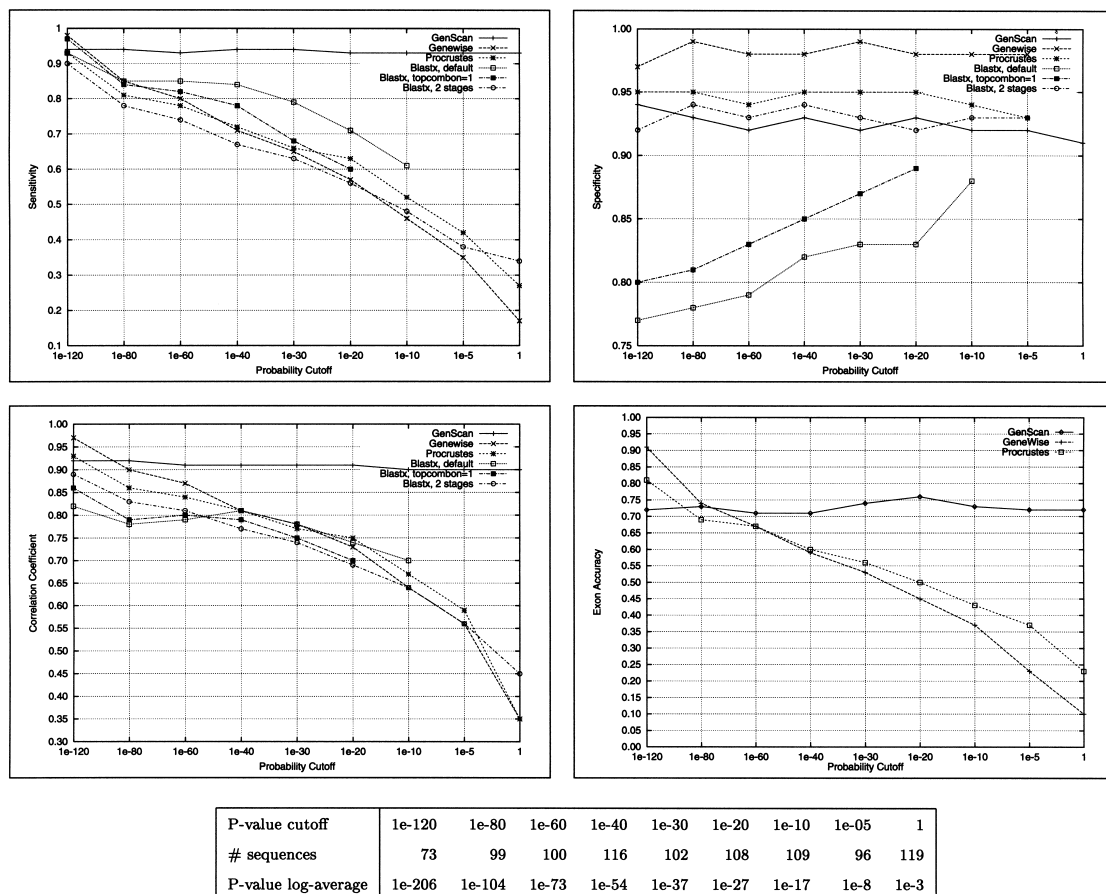 1
0.9
0.8
0.7
0.6
0.5
0.4
0.3
0.2
0.1
Sensitivity
1e-120 1e-80 1e-60 1e-40 1e-30 1e-20 1e-10 1e-5 1
Probability Cutoff
GenScan
Genewise
Procrustes
Blastx, default
Blastx, topcombon=1
Blastx, 2 stages
1.00
0.95
0.90
0.85
0.80
0.75
Specificity
1e-120 1e-80 1e-60 1e-40 1e-30 1e-20 1e-10 1e-5 1
Probability Cutoff
GenScan
Genewise
Procrustes
Blastx, default
Blastx, topcombon=1
Blastx, 2 stages
1.00
0.95
0.90
0.85
0.80
0.75
0.70
0.65
0.60
0.55
0.50
0.45
0.40
0.35
0.30
Correlation Coefficient
1e-120 1e-80 1e-60 1e-40 1e-30 1e-20 1e-10 1e-5 1
Probability Cutoff
GenScan
Genewise
Procrustes
Blastx, default
Blastx, topcombon=1
Blastx, 2 stages
1.00
0.95
0.90
0.85
0.80
0.75
0.70
0.65
0.60
0.55
0.50
0.45
0.40
0.35
0.30
0.25
0.20
0.15
0.10
0.05
0.00
Exon Accuracy
1e-120 1e-80 1e-60 1e-40 1e-30 1e-20 1e-10 1e-5 1
Probability Cutoff
GenScan
GeneWise
Procrustes
P-value cutoff 1e-120 1e-80 1e-60 1e-40 1e-30 1e-20 1e-10 1e-05 1
# sequences 73 99 100 116 102 108 109 96 119
P-value log-average 1e-206 1e-104 1e-73 1e-54 1e-37 1e-27 1e-17 1e-8 1e-3